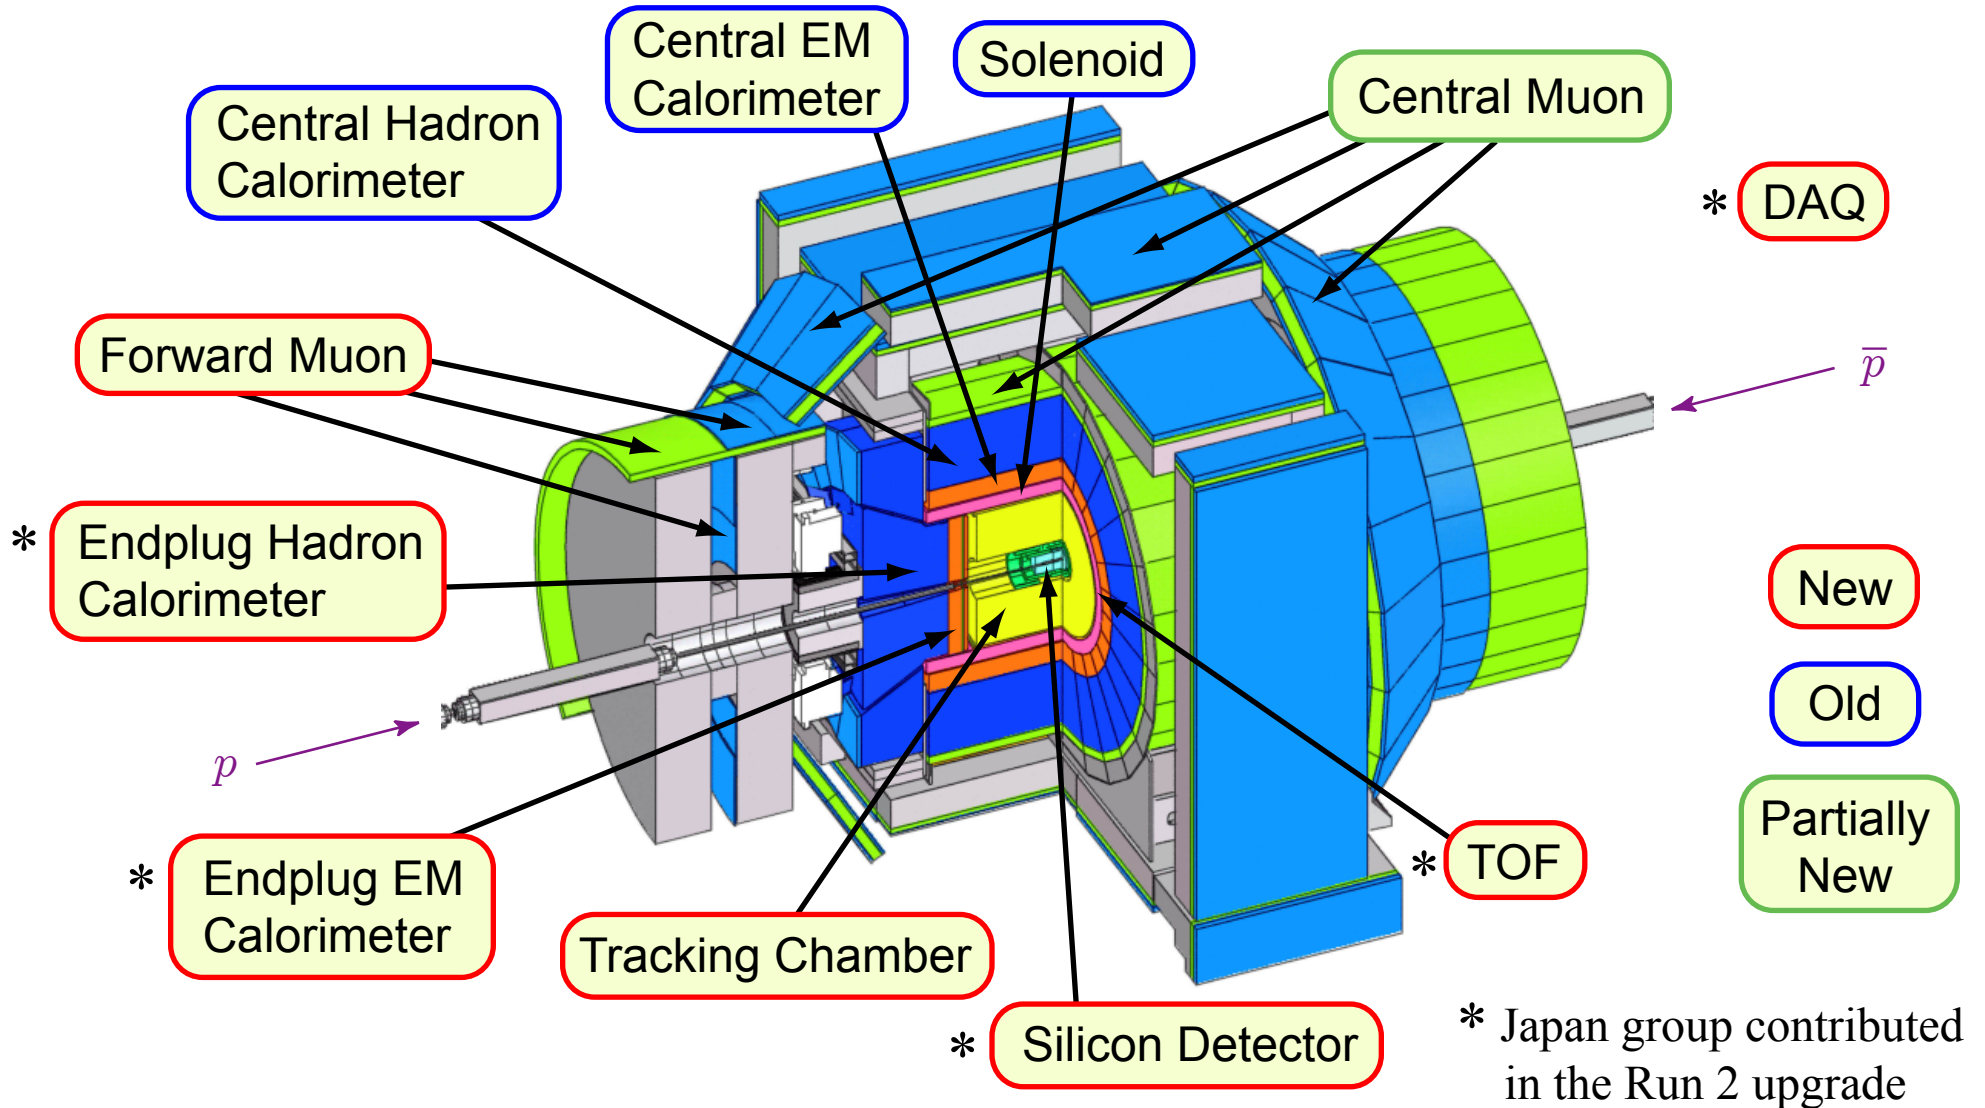 Central EM
Calorimeter
Solenoid
Central Muon
Central Hadron
Calorimeter
* DAQ
Forward Muon
p̅
* Endplug Hadron
Calorimeter
New
Old
p
Partially
New
* TOF
* Endplug EM
Calorimeter
Tracking Chamber
* Silicon Detector
* Japan group contributed
in the Run 2 upgrade